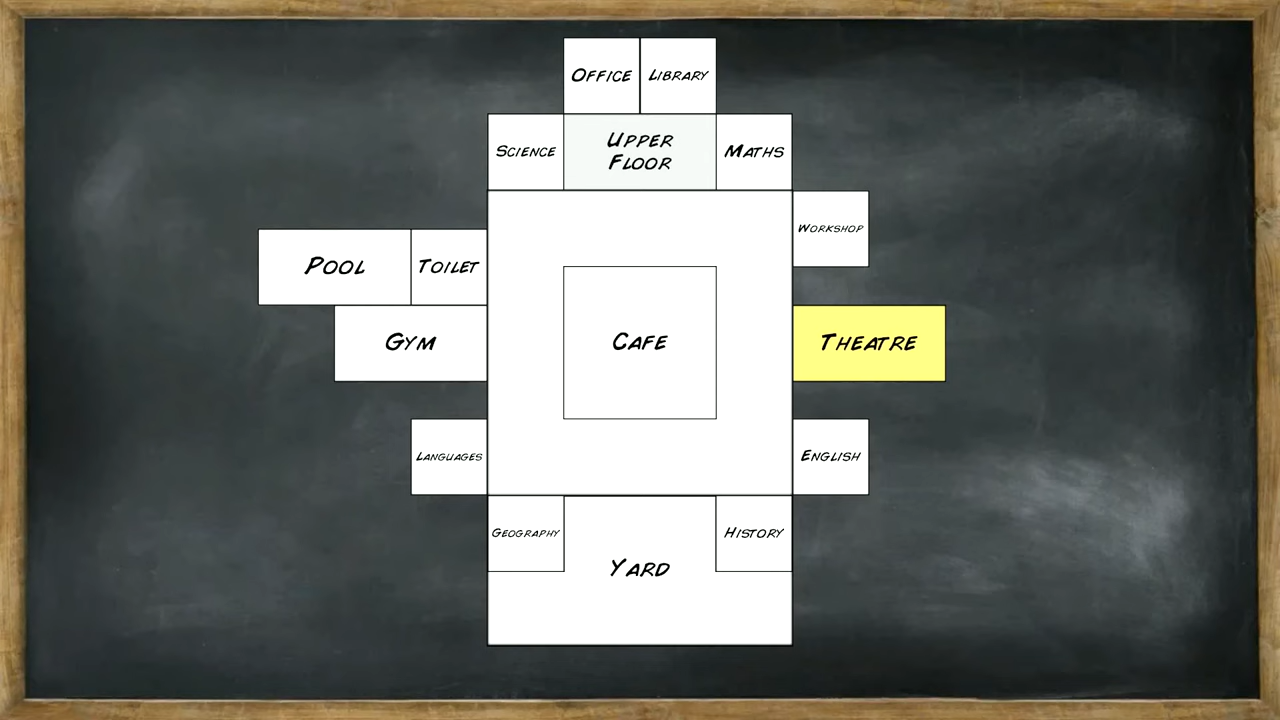 Office Library
Science Upper Floor Maths
Workshop
Pool Toilet
Gym Cafe Theatre
Languages English
Geography History
Yard